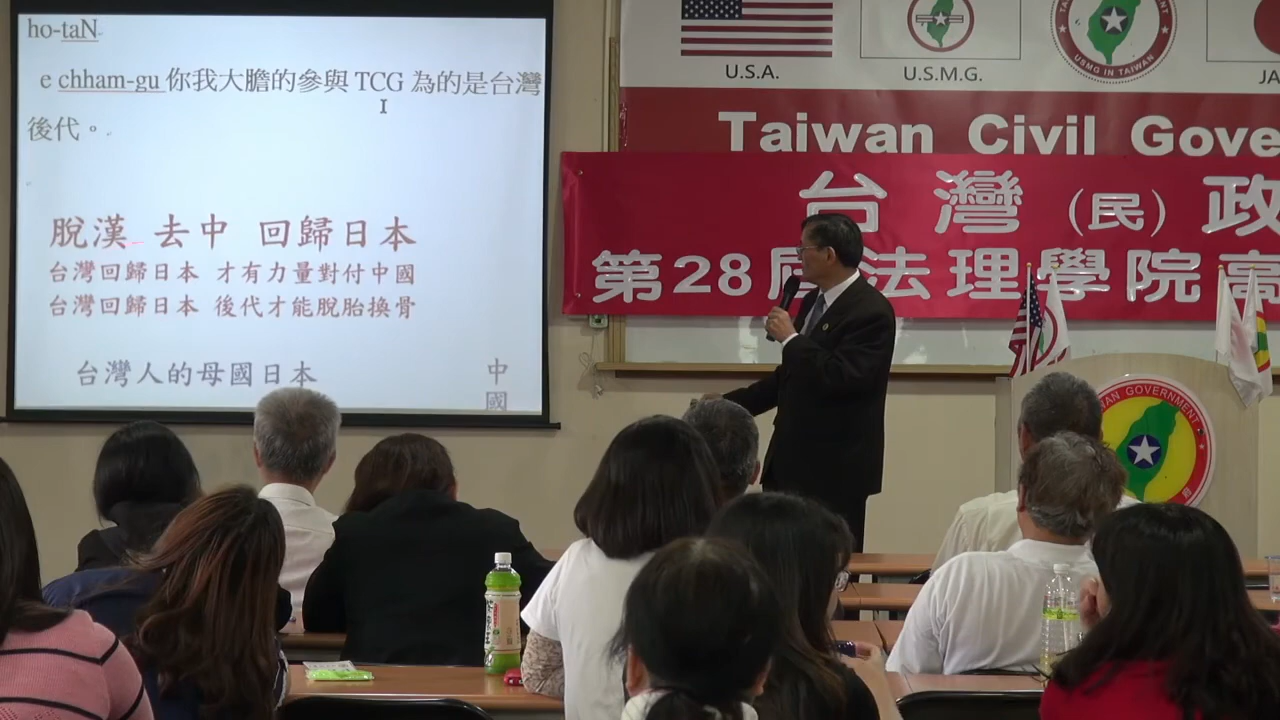 ho-taN
e chham-gu 你我大膽的參與 TCG 為的是台灣
後代。
脫漢 去中 回歸日本
台灣回歸日本 才有力量對付中國
台灣回歸日本 後代才能脫胎換骨
台灣人的母國日本
中
國
U.S.A.
U.S.M.G.
USMG IN TAIWAN
JA
Taiwan Civil Gove
台灣(民)政
第28屆法理學院高
GOVERNMENT